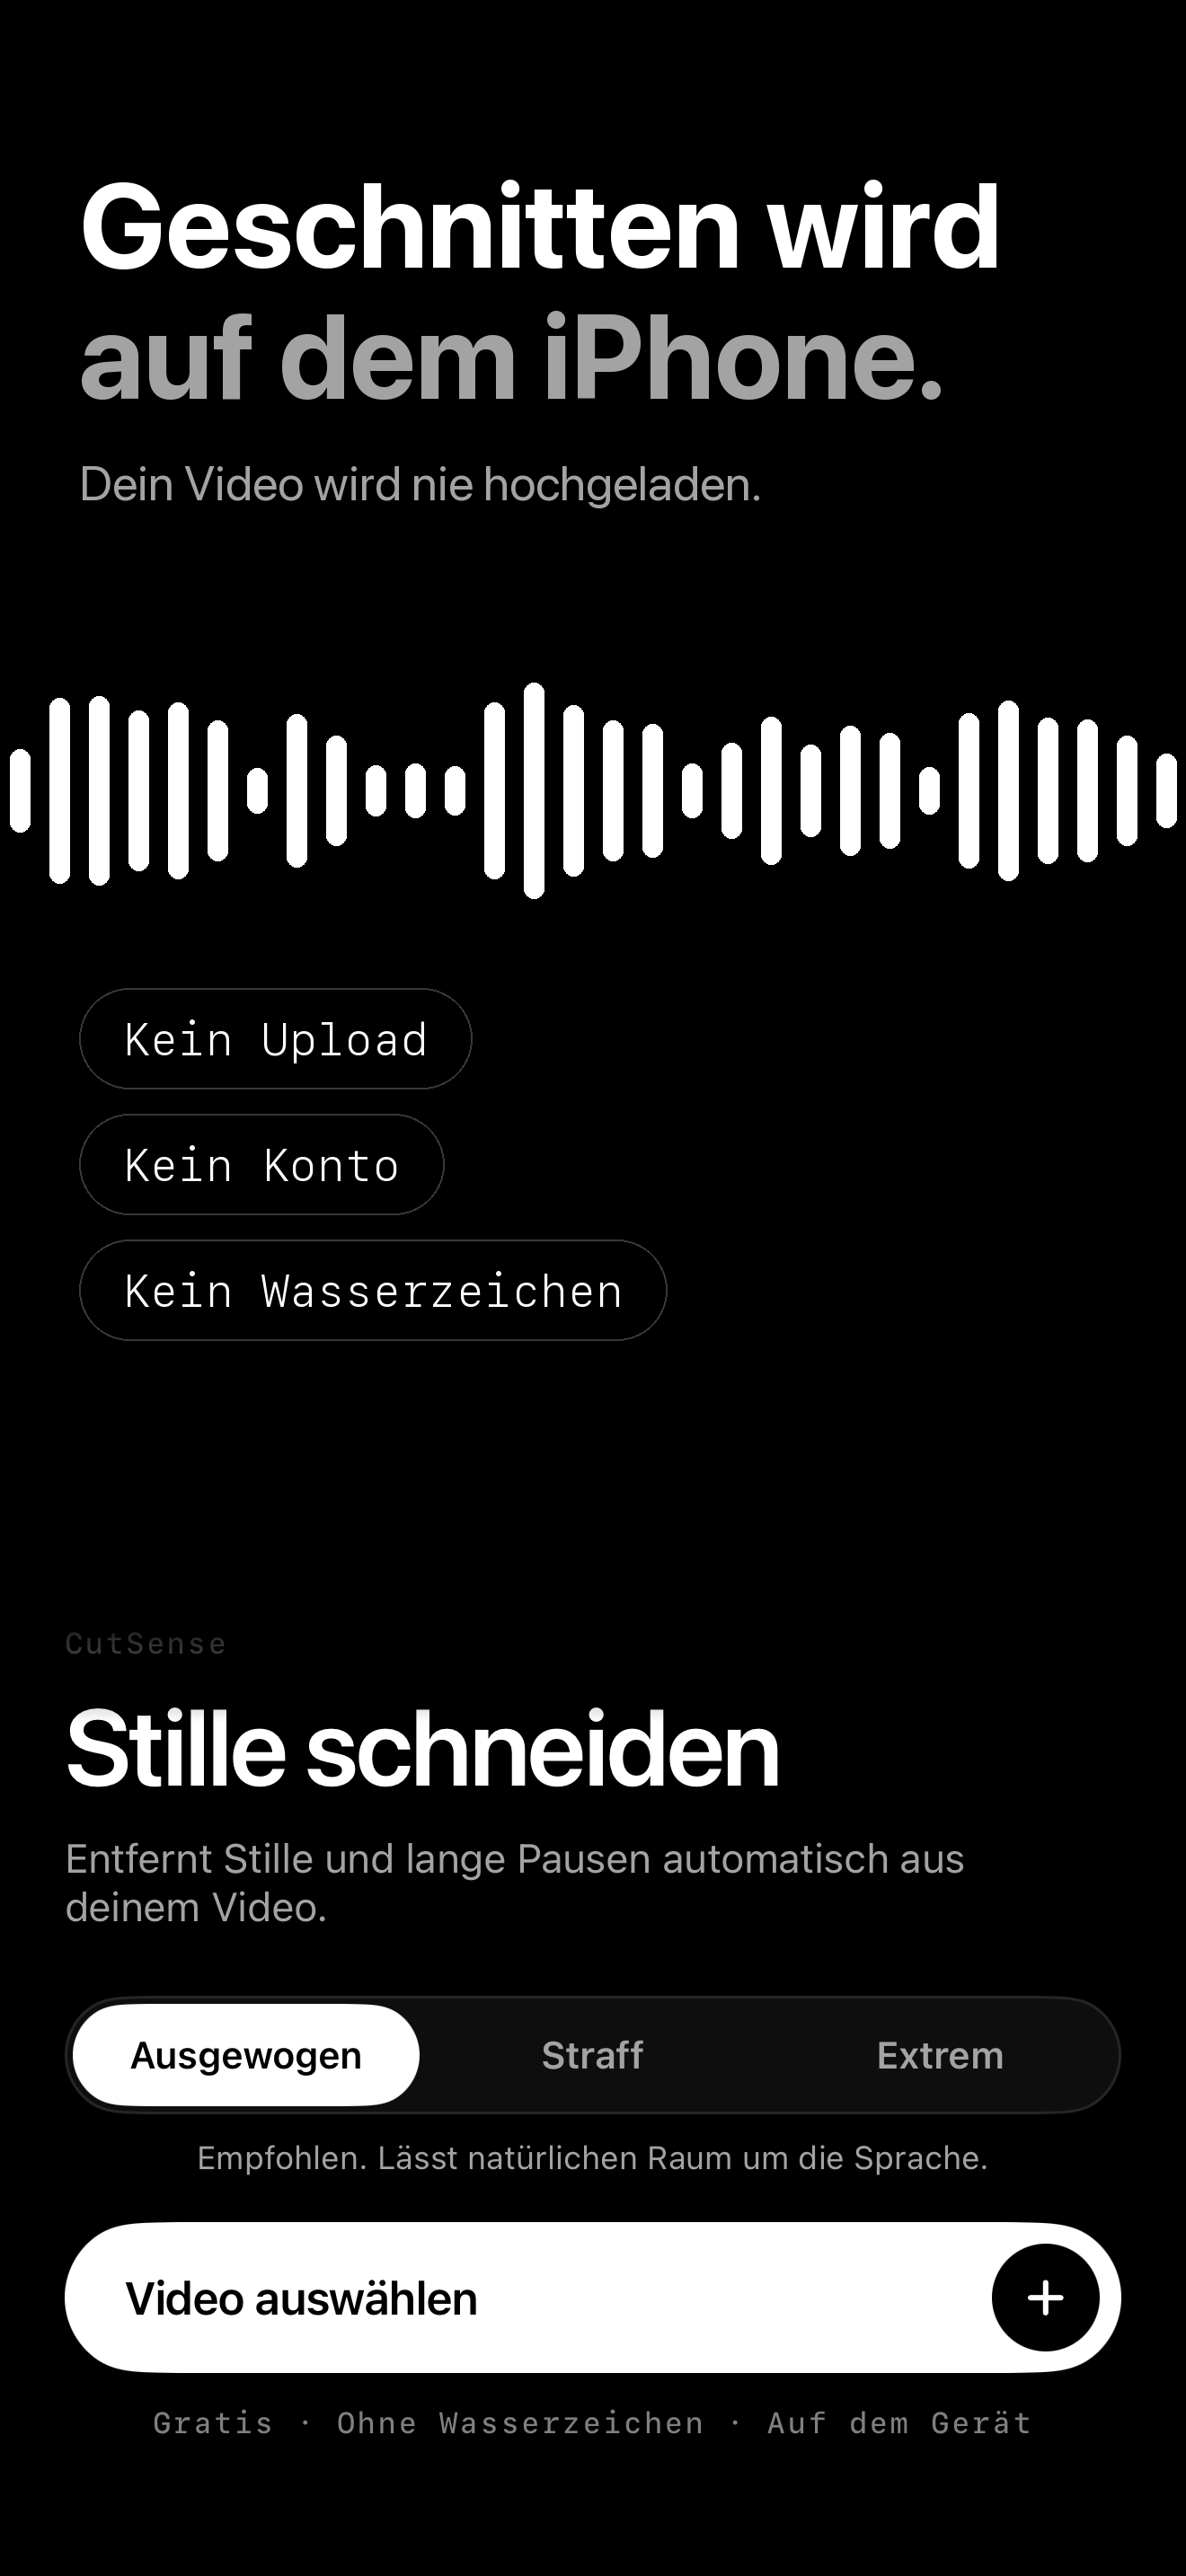 Geschnitten wird
auf dem iPhone.
Dein Video wird nie hochgeladen.
Kein Upload
Kein Konto
Kein Wasserzeichen
CutSense
Stille schneiden
Entfernt Stille und lange Pausen automatisch aus
deinem Video.
Ausgewogen Straff Extrem
Empfohlen. Lässt natürlichen Raum um die Sprache.
Video auswählen
Gratis · Ohne Wasserzeichen · Auf dem Gerät